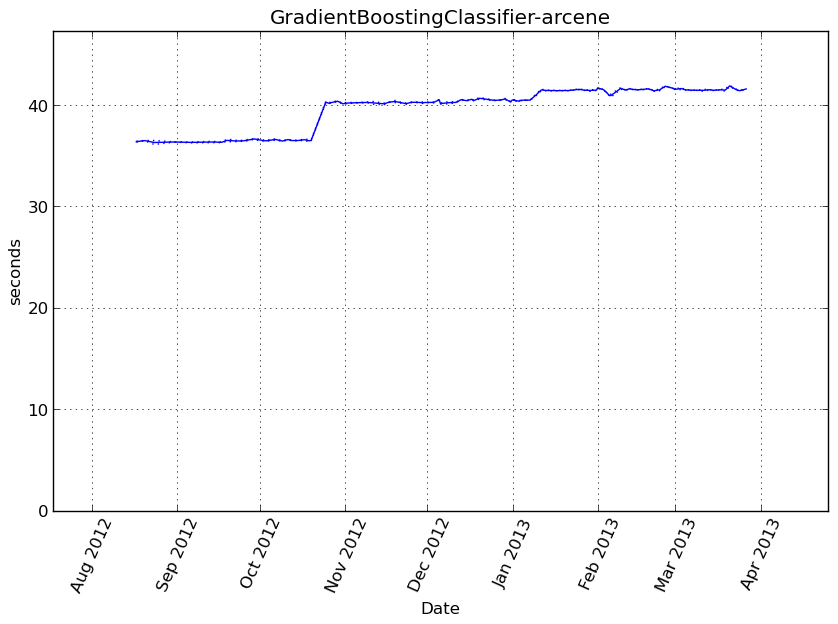 GradientBoostingClassifier-arcene
seconds
40
30
20
10
0
Aug 2012
Sep 2012
Oct 2012
Nov 2012
Dec 2012
Jan 2013
Feb 2013
Mar 2013
Apr 2013
Date